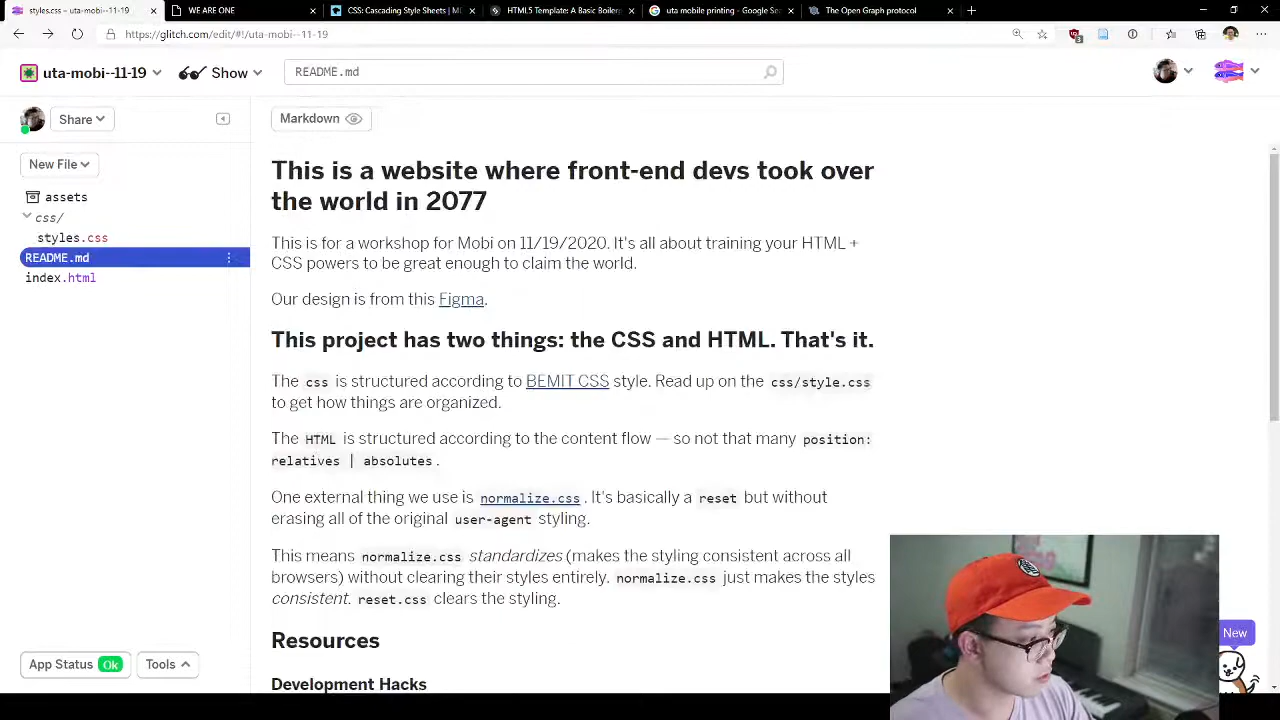 styles.css – uta-mobi--11-19
WE ARE ONE
CSS: Cascading Style Sheets | M
HTML5 Template: A Basic Boiler
uta mobile printing - Google Se
The Open Graph protocol
https://glitch.com/edit/#!/uta-mobi--11-19
3
uta-mobi--11-19
Show
README.md
Share
Markdown
New File
assets
css/
styles.css
README.md
index.html
This is a website where front-end devs took over
the world in 2077
This is for a workshop for Mobi on 11/19/2020. It's all about training your HTML +
CSS powers to be great enough to claim the world.
Our design is from this Figma.
This project has two things: the CSS and HTML. That's it.
The css is structured according to BEMIT CSS style. Read up on the css/style.css
to get how things are organized.
The HTML is structured according to the content flow — so not that many position:
relatives | absolutes.
One external thing we use is normalize.css. It's basically a reset but without
erasing all of the original user-agent styling.
This means normalize.css standardizes (makes the styling consistent across all
browsers) without clearing their styles entirely. normalize.css just makes the styles
consistent. reset.css clears the styling.
Resources
Development Hacks
App Status Ok
Tools
New